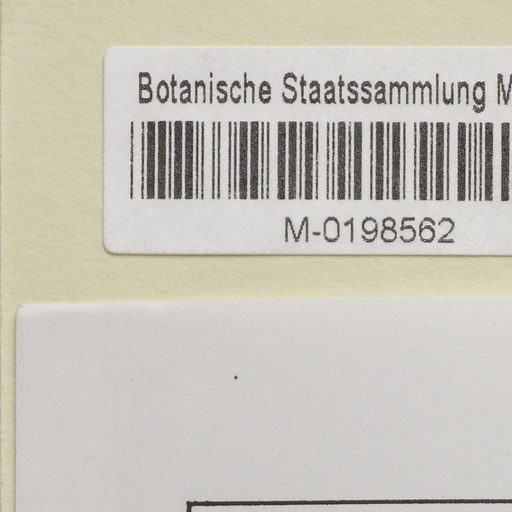 Botanische Staatssammlung M
M-0198562